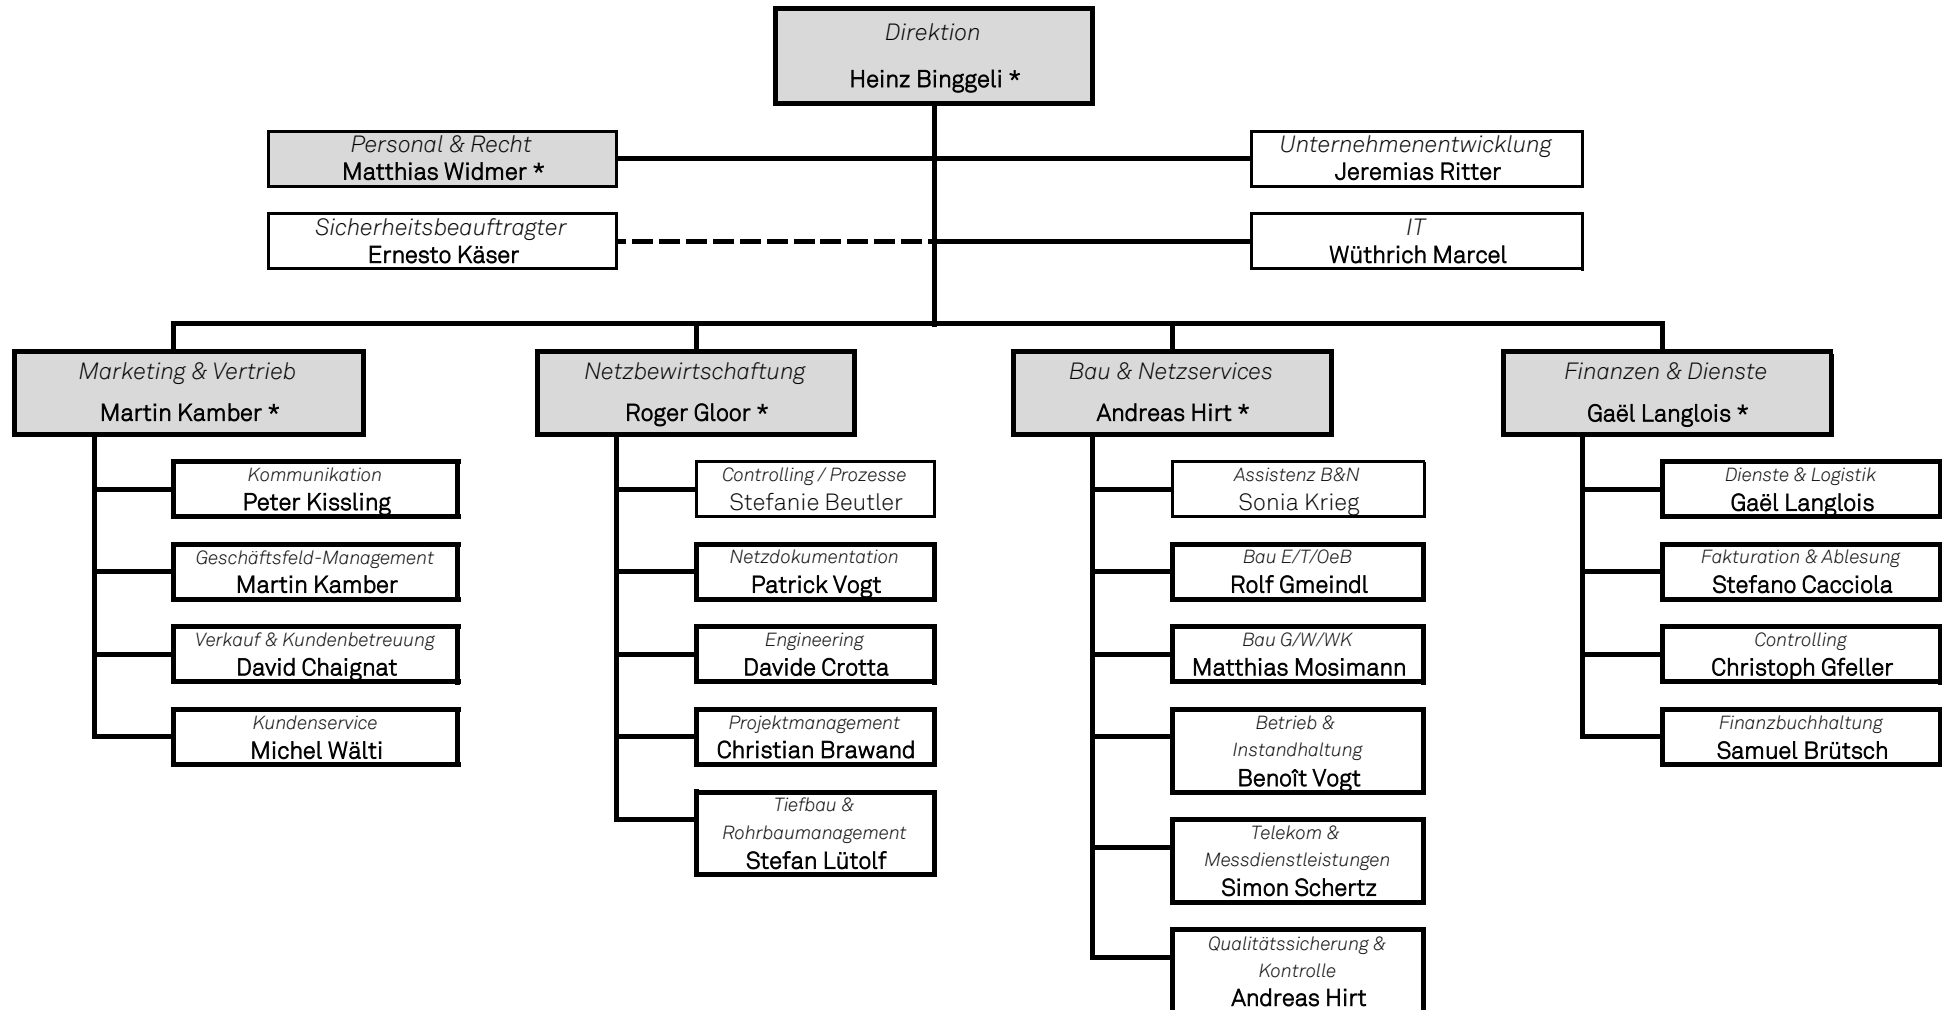 Direktion
Heinz Binggeli *
Personal & Recht
Matthias Widmer *
Unternehmenentwicklung
Jeremias Ritter
Sicherheitsbeauftragter
Ernesto Käser
IT
Wüthrich Marcel
Marketing & Vertrieb
Martin Kamber *
Kommunikation
Peter Kissling
Geschäftsfeld-Management
Martin Kamber
Verkauf & Kundenbetreuung
David Chaignat
Kundenservice
Michel Wälti
Netzbewirtschaftung
Roger Gloor *
Controlling / Prozesse
Stefanie Beutler
Netzdokumentation
Patrick Vogt
Engineering
Davide Crotta
Projektmanagement
Christian Brawand
Tiefbau &
Rohrbaumanagement
Stefan Lütolf
Bau & Netzservices
Andreas Hirt *
Assistenz B&N
Sonia Krieg
Bau E/T/OeB
Rolf Gmeindl
Bau G/W/WK
Matthias Mosimann
Betrieb &
Instandhaltung
Benoît Vogt
Telekom &
Messdienstleistungen
Simon Schertz
Qualitätssicherung &
Kontrolle
Andreas Hirt
Finanzen & Dienste
Gaël Langlois *
Dienste & Logistik
Gaël Langlois
Fakturation & Ablesung
Stefano Cacciola
Controlling
Christoph Gfeller
Finanzbuchhaltung
Samuel Brütsch